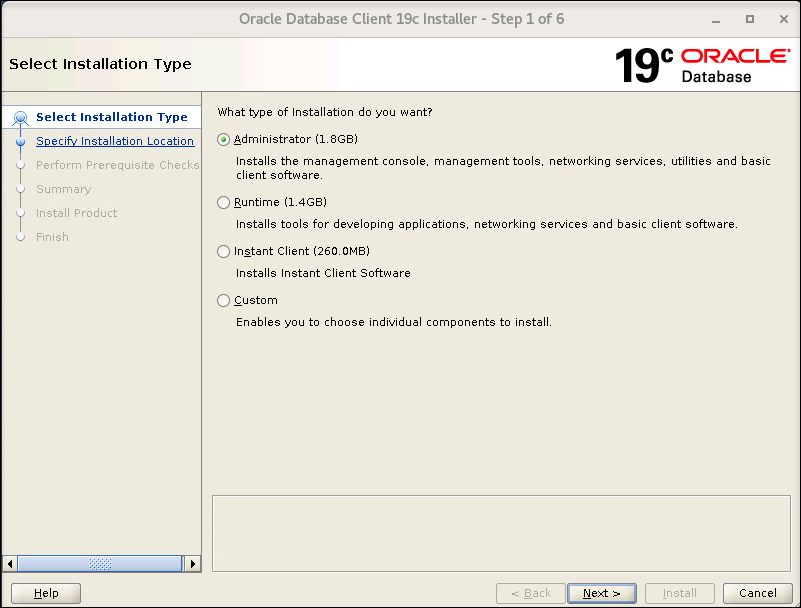 Oracle Database Client 19c Installer - Step 1 of 6
Select Installation Type
19c ORACLE
Database
Select Installation Type
Specify Installation Location
Perform Prerequisite Checks
Summary
Install Product
Finish
What type of Installation do you want?
Administrator (1.8GB)
Installs the management console, management tools, networking services, utilities and basic
client software.
Runtime (1.4GB)
Installs tools for developing applications, networking services and basic client software.
Instant Client (260.0MB)
Installs Instant Client Software
Custom
Enables you to choose individual components to install.
Help
< Back
Next >
Install
Cancel